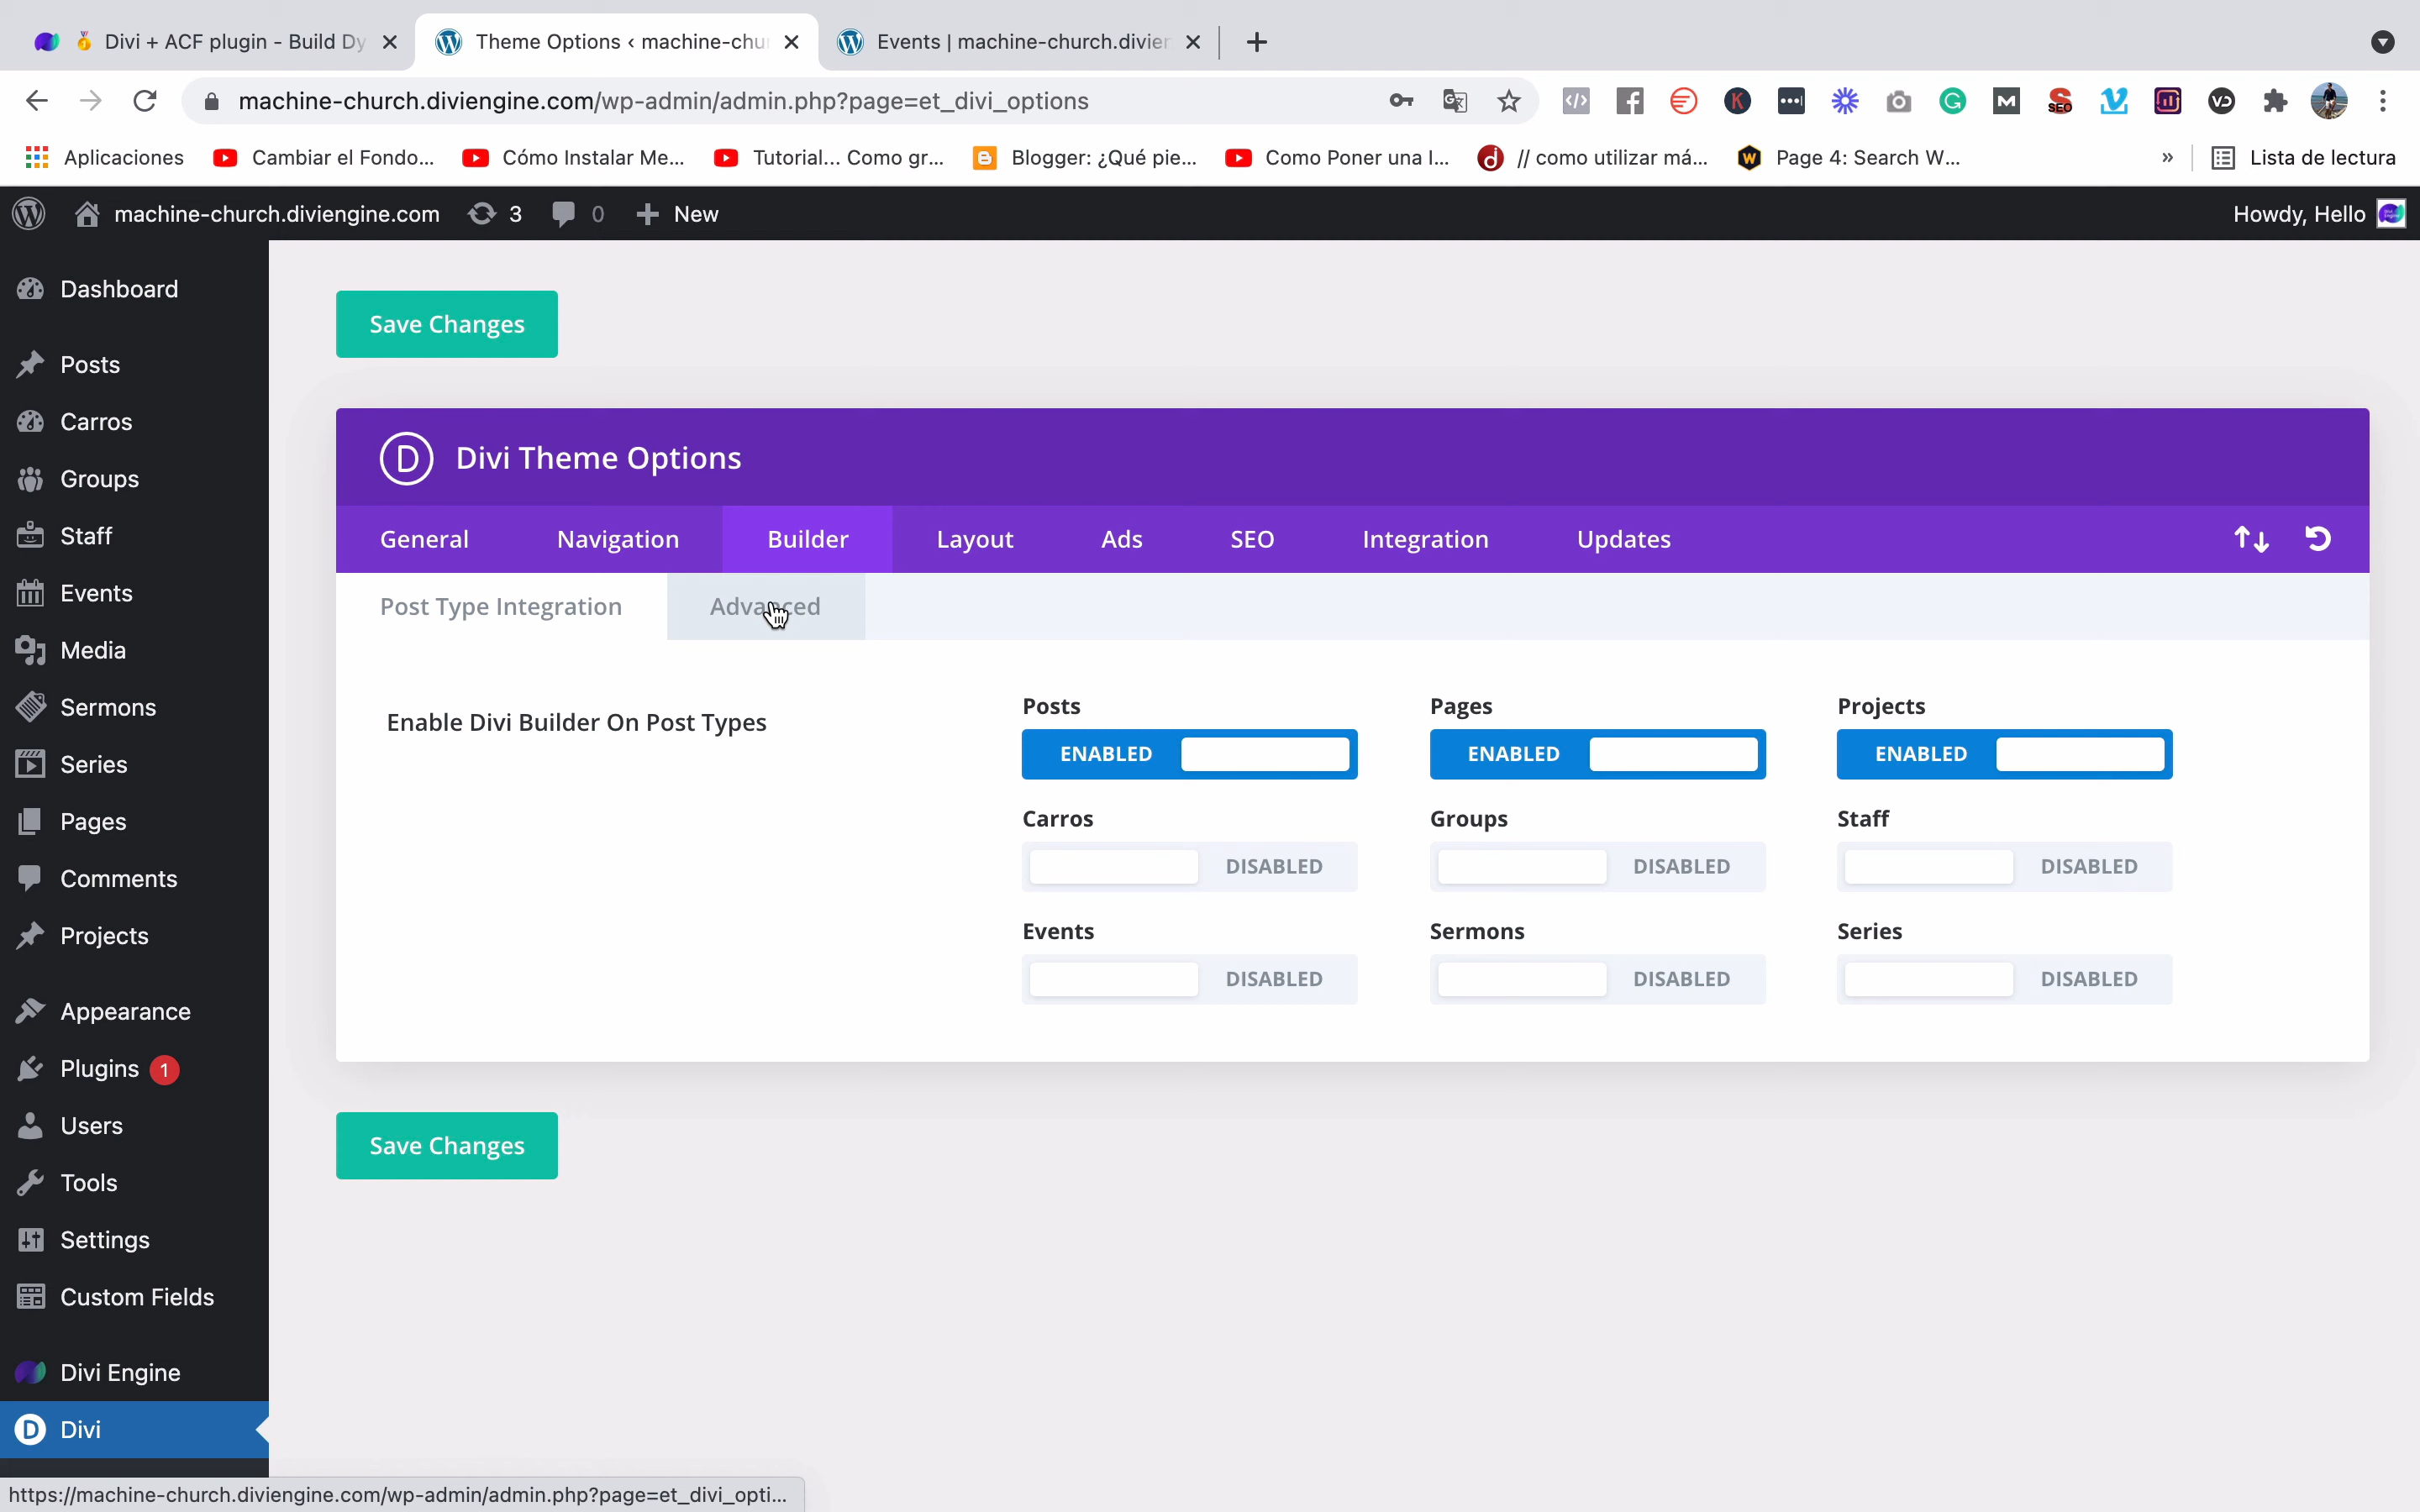 Divi + ACF plugin - Build Dy
Theme Options ‹ machine-chu
Events | machine-church.divien
machine-church.diviengine.com/wp-admin/admin.php?page=et_divi_options
Aplicaciones
Cambiar el Fondo...
Cómo Instalar Me...
Tutorial... Como gr...
Blogger: ¿Qué pie...
Como Poner una I...
// como utilizar má...
Page 4: Search W...
»
Lista de lectura
machine-church.diviengine.com
3
0
New
Howdy, Hello
Dashboard
Posts
Carros
Groups
Staff
Events
Media
Sermons
Series
Pages
Comments
Projects
Appearance
Plugins 1
Users
Tools
Settings
Custom Fields
Divi Engine
D Divi
Save Changes
D Divi Theme Options
General
Navigation
Builder
Layout
Ads
SEO
Integration
Updates
Post Type Integration
Advanced
Enable Divi Builder On Post Types
Posts
ENABLED
Pages
ENABLED
Projects
ENABLED
Carros
DISABLED
Groups
DISABLED
Staff
DISABLED
Events
DISABLED
Sermons
DISABLED
Series
DISABLED
Save Changes
https://machine-church.diviengine.com/wp-admin/admin.php?page=et_divi_opti...